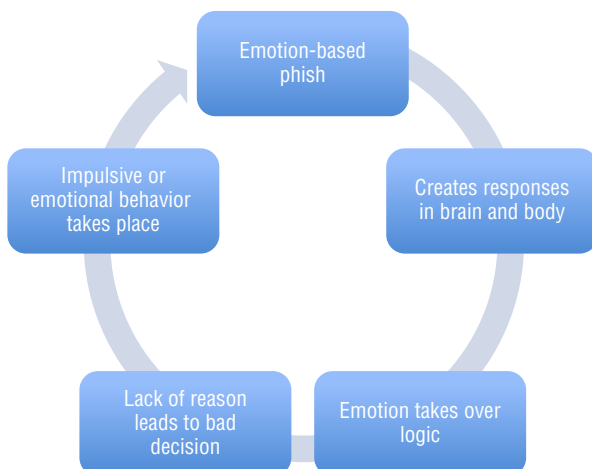 Emotion-based
phish
Creates responses
in brain and body
Emotion takes over
logic
Lack of reason
leads to bad
decision
Impulsive or
emotional behavior
takes place